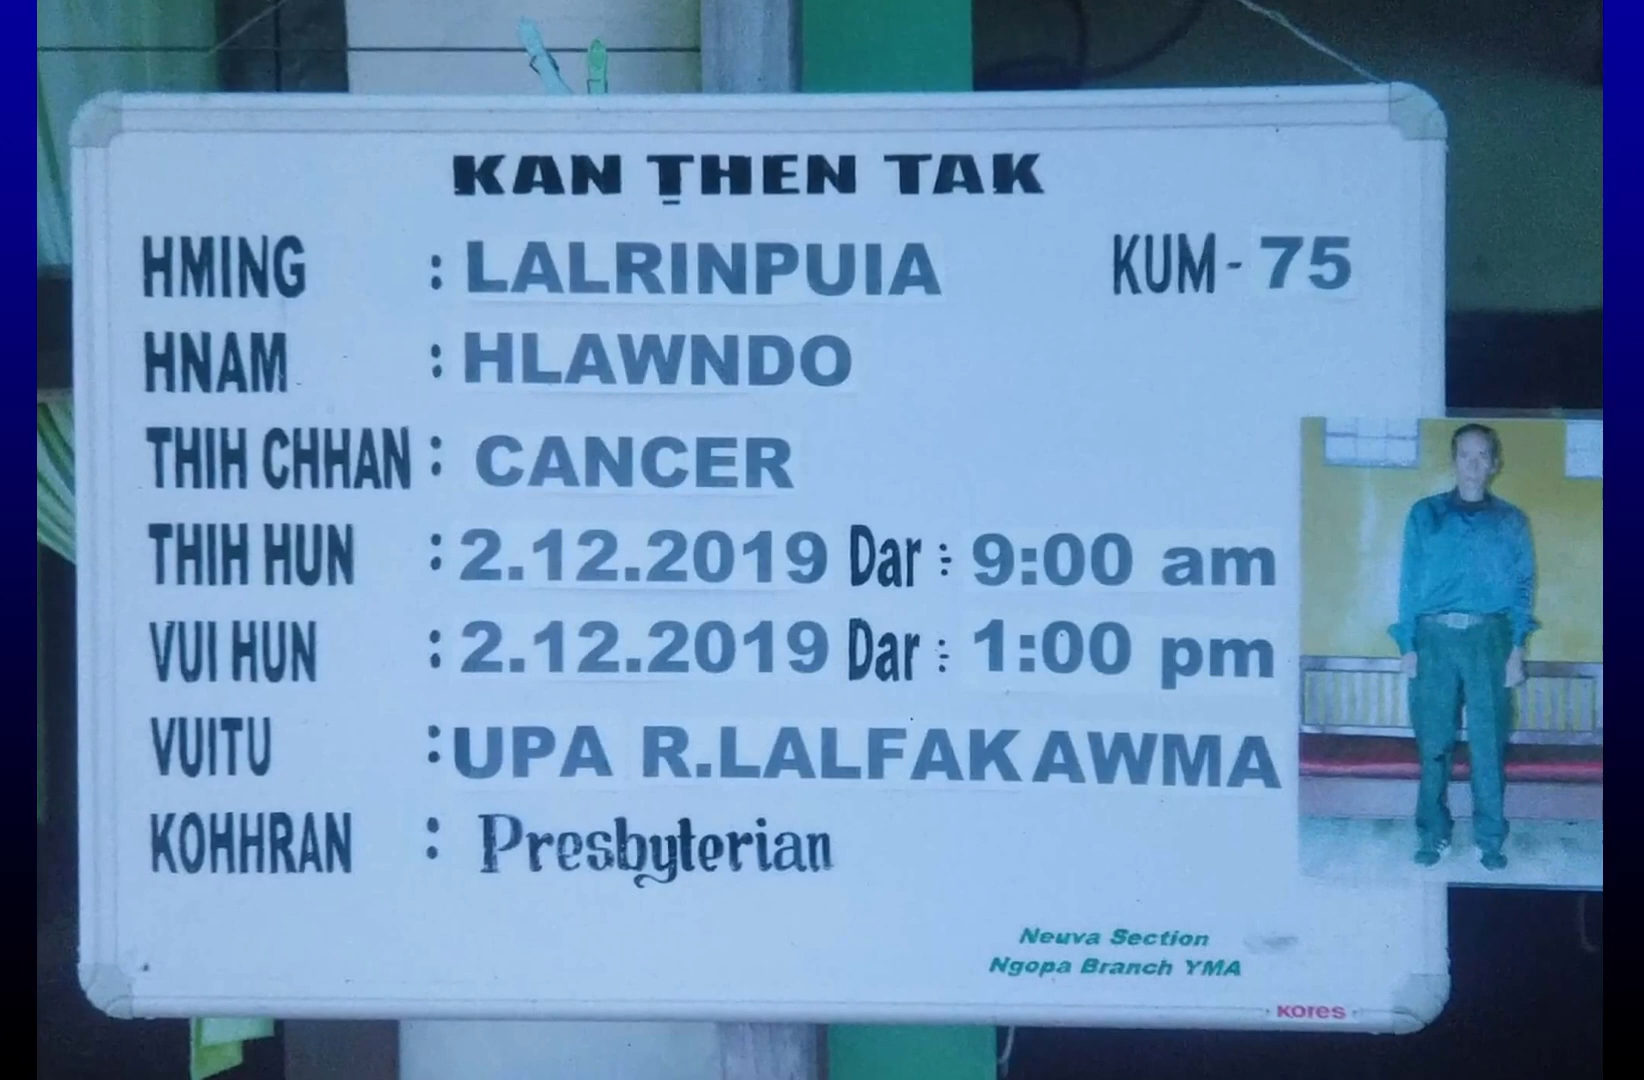 KAN ṬHEN TAK
HMING : LALRINPUIA KUM - 75
HNAM : HLAWNDO
THIH CHHAN : CANCER
THIH HUN : 2.12.2019 Dar : 9:00 am
VUI HUN : 2.12.2019 Dar : 1:00 pm
VUITU : UPA R.LALFAKAWMA
KOHHRAN : Presbyterian
Neuva Section
Ngopa Branch YMA
Kores